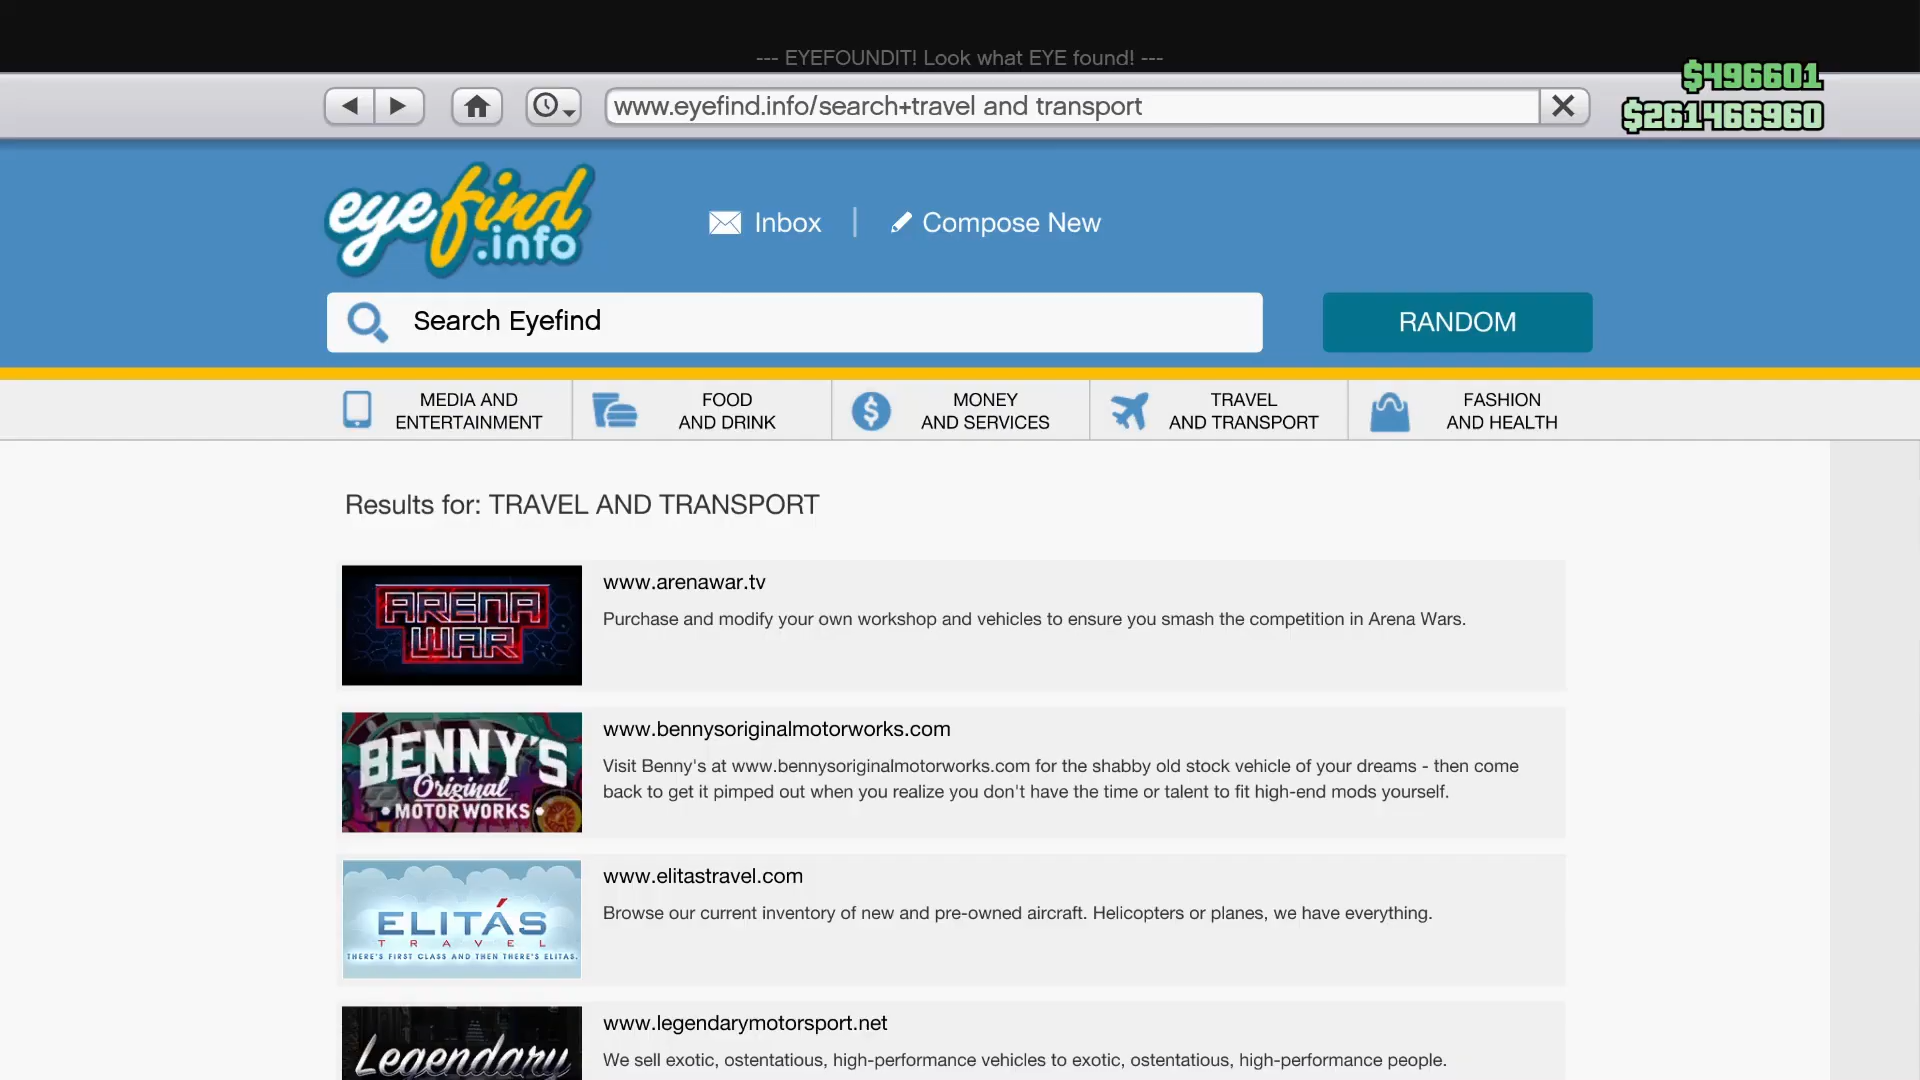 --- EYEFOUNDIT! Look what EYE found! ---
$496601
www.eyefind.info/search+travel and transport
$261466960
eyefind
.info
Inbox
Compose New
Search Eyefind
RANDOM
MEDIA AND
ENTERTAINMENT
FOOD
AND DRINK
MONEY
AND SERVICES
TRAVEL
AND TRANSPORT
FASHION
AND HEALTH
Results for: TRAVEL AND TRANSPORT
ARENA
WAR
www.arenawar.tv
Purchase and modify your own workshop and vehicles to ensure you smash the competition in Arena Wars.
BENNY'S
Original
• MOTOR WORKS •
www.bennysoriginalmotorworks.com
Visit Benny's at www.bennysoriginalmotorworks.com for the shabby old stock vehicle of your dreams - then come
back to get it pimped out when you realize you don't have the time or talent to fit high-end mods yourself.
ELITÁS
TRAVEL
THERE'S FIRST CLASS AND THEN THERE'S ELITAS.
www.elitastravel.com
Browse our current inventory of new and pre-owned aircraft. Helicopters or planes, we have everything.
Legendary
www.legendarymotorsport.net
We sell exotic, ostentatious, high-performance vehicles to exotic, ostentatious, high-performance people.